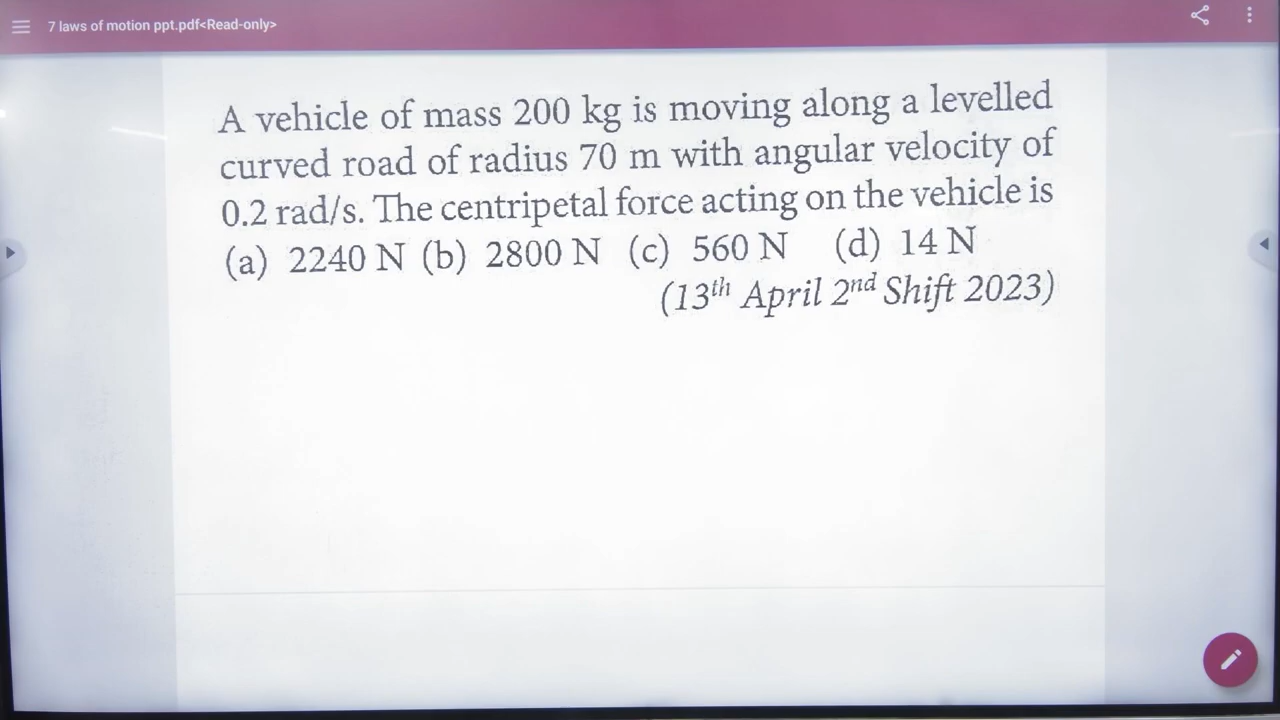 7 laws of motion ppt.pdf<Read-only>
A vehicle of mass 200 kg is moving along a levelled
curved road of radius 70 m with angular velocity of
0.2 rad/s. The centripetal force acting on the vehicle is
(a) 2240 N (b) 2800 N (c) 560 N (d) 14 N
(13th April 2nd Shift 2023)